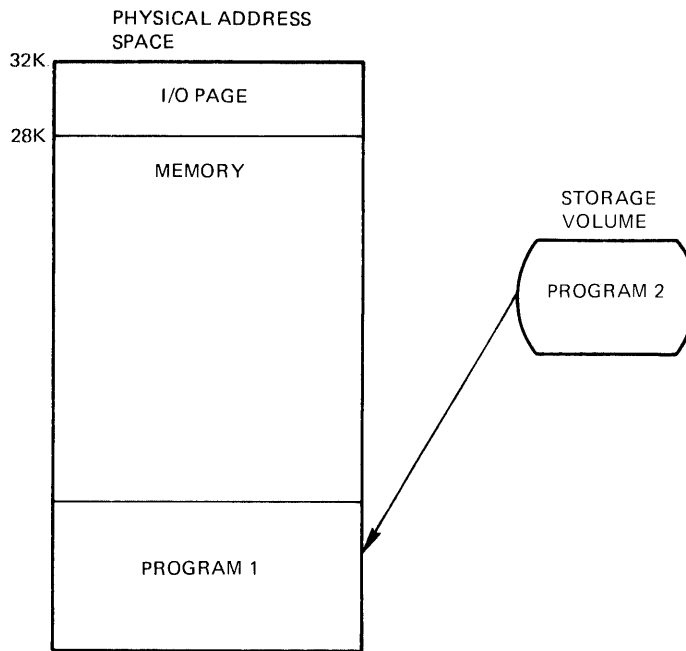 PHYSICAL ADDRESS
SPACE
32K
I/O PAGE
28K
MEMORY
STORAGE
VOLUME
PROGRAM 2
PROGRAM 1